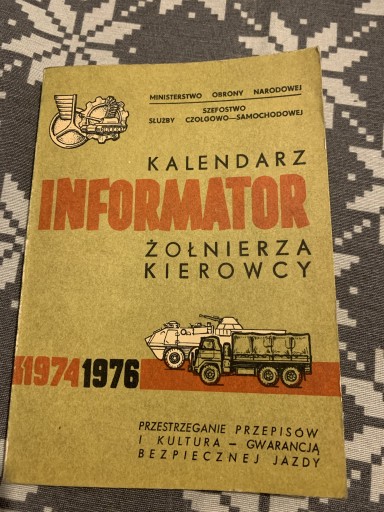 MINISTERSTWO OBRONY NARODOWEJ
SZEFOSTWO
SŁUŻBY CZOŁGOWO—SAMOCHODOWEJ
KALENDARZ
INFORMATOR
ŻOŁNIERZA
KIEROWCY
1974 1976
PRZESTRZEGANIE PRZEPISÓW
I KULTURA — GWARANCJĄ
BEZPIECZNEJ JAZDY